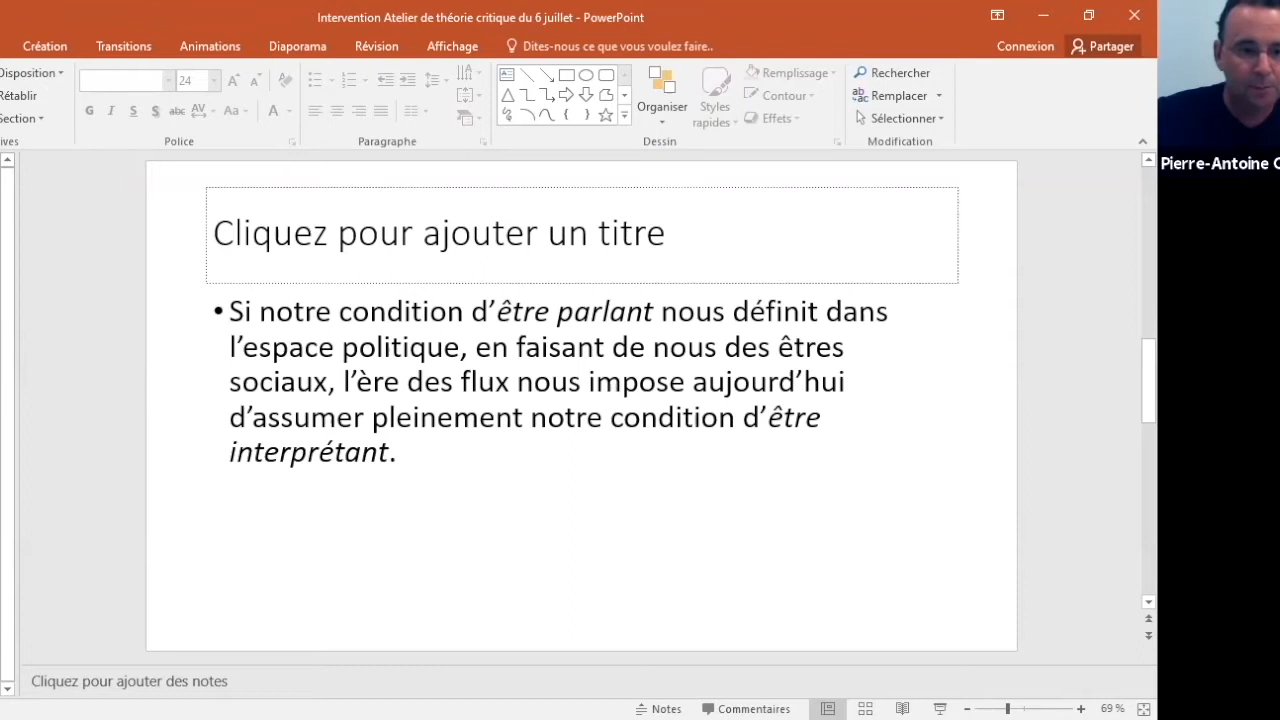 Intervention Atelier de théorie critique du 6 juillet - PowerPoint
Création Transitions Animations Diaporama Révision Affichage Dites-nous ce que vous voulez faire.. Connexion Partager
Disposition
Rétablir
Section
24
G I S S abc AV Aa A
Police
Paragraphe
Organiser
Styles
rapides
Dessin
Remplissage
Contour
Effets
Rechercher
Remplacer
Sélectionner
Modification
Pierre-Antoine
Cliquez pour ajouter un titre
• Si notre condition d’être parlant nous définit dans
l’espace politique, en faisant de nous des êtres
sociaux, l’ère des flux nous impose aujourd’hui
d’assumer pleinement notre condition d’être
interprétant.
Cliquez pour ajouter des notes
Notes Commentaires 69 %